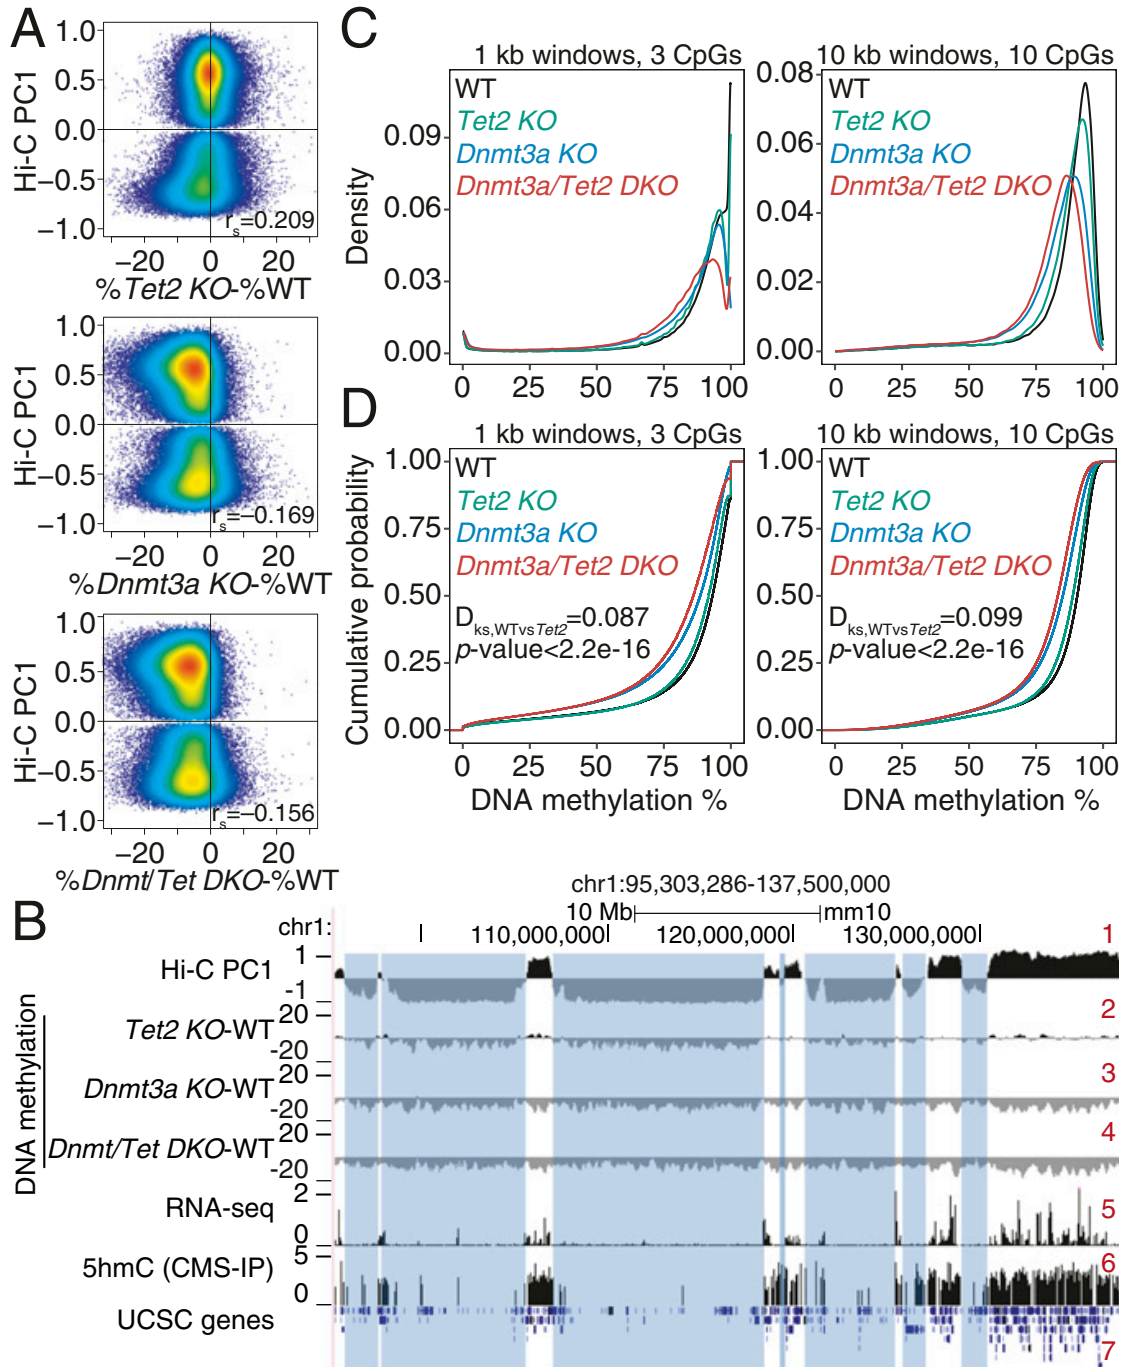 A
Hi-C PC1
1.0
0.5
0.0
−0.5
−1.0
rs=0.209
−20 0 20
%Tet2 KO-%WT
Hi-C PC1
1.0
0.5
0.0
−0.5
−1.0
rs=−0.169
−20 0 20
%Dnmt3a KO-%WT
Hi-C PC1
1.0
0.5
0.0
−0.5
−1.0
rs=−0.156
−20 0 20
%Dnmt/Tet DKO-%WT
C
1 kb windows, 3 CpGs
WT
Tet2 KO
Dnmt3a KO
Dnmt3a/Tet2 DKO
Density
0.09
0.06
0.03
0.00
0 25 50 75 100
10 kb windows, 10 CpGs
WT
Tet2 KO
Dnmt3a KO
Dnmt3a/Tet2 DKO
0.08
0.06
0.04
0.02
0.00
0 25 50 75 100
D
1 kb windows, 3 CpGs
WT
Tet2 KO
Dnmt3a KO
Dnmt3a/Tet2 DKO
Dks,WTvsTet2=0.087
p-value<2.2e-16
Cumulative probability
1.00
0.75
0.50
0.25
0.00
0 25 50 75 100
DNA methylation %
10 kb windows, 10 CpGs
WT
Tet2 KO
Dnmt3a KO
Dnmt3a/Tet2 DKO
Dks,WTvsTet2=0.099
p-value<2.2e-16
1.00
0.75
0.50
0.25
0.00
0 25 50 75 100
DNA methylation %
B
chr1:95,303,286-137,500,000
10 Mb mm10
chr1: 110,000,000 120,000,000 130,000,000
1
Hi-C PC1
1
-1
2
DNA methylation
Tet2 KO-WT
20
-20
3
Dnmt3a KO-WT
20
-20
4
Dnmt/Tet DKO-WT
20
-20
5
RNA-seq
2
0
6
5hmC (CMS-IP)
5
0
UCSC genes
7